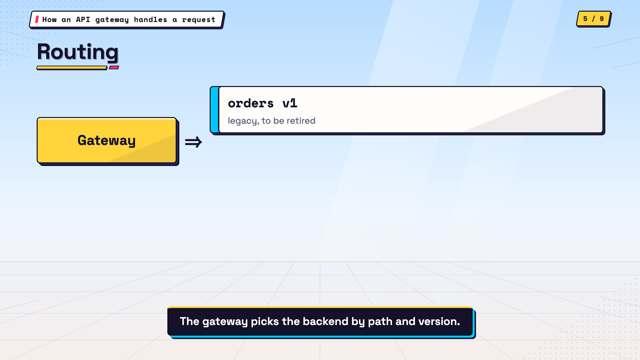 How an API gateway handles a request
5 / 9
Routing
orders v1
legacy, to be retired
Gateway
⇒
The gateway picks the backend by path and version.